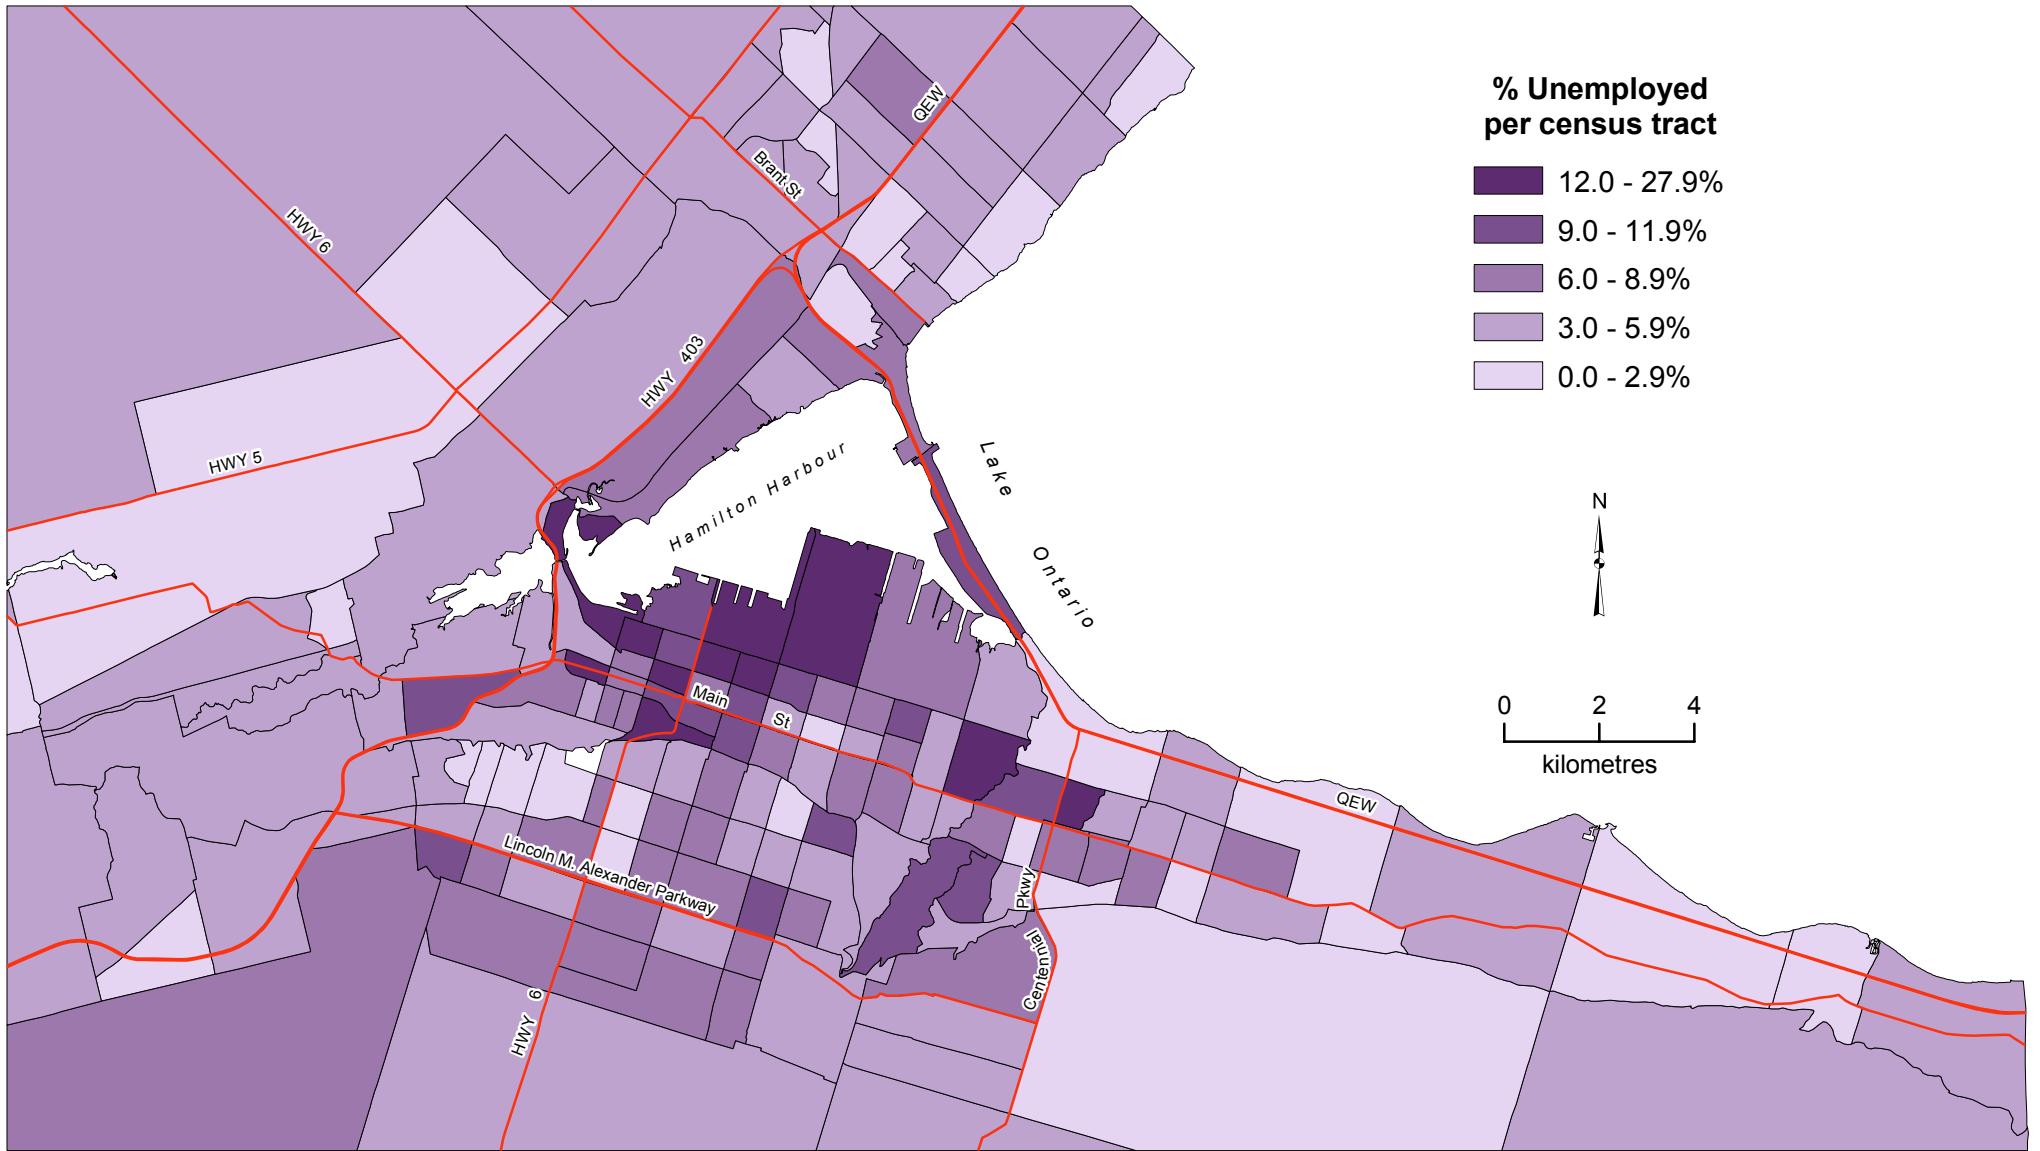 % Unemployed
per census tract
12.0 - 27.9%
9.0 - 11.9%
6.0 - 8.9%
3.0 - 5.9%
0.0 - 2.9%
QEW
Brant St
HWY 6
HWY 403
HWY 5
Hamilton Harbour
Lake
Ontario
N
0 2 4
kilometres
Main St
QEW
Lincoln M. Alexander Parkway
Centennial Pkwy
HWY 6